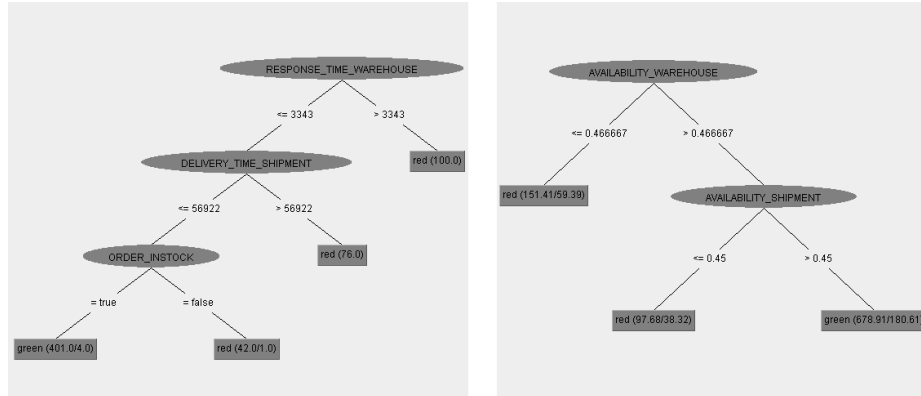 RESPONSE_TIME_WAREHOUSE
<= 3343
> 3343
DELIVERY_TIME_SHIPMENT
red (100.0)
<= 56922
> 56922
ORDER_INSTOCK
red (76.0)
= true
= false
green (401.0/4.0)
red (42.0/1.0)
AVAILABILITY_WAREHOUSE
<= 0.466667
> 0.466667
red (151.41/59.39)
AVAILABILITY_SHIPMENT
<= 0.45
> 0.45
red (97.68/38.32)
green (678.91/180.61)